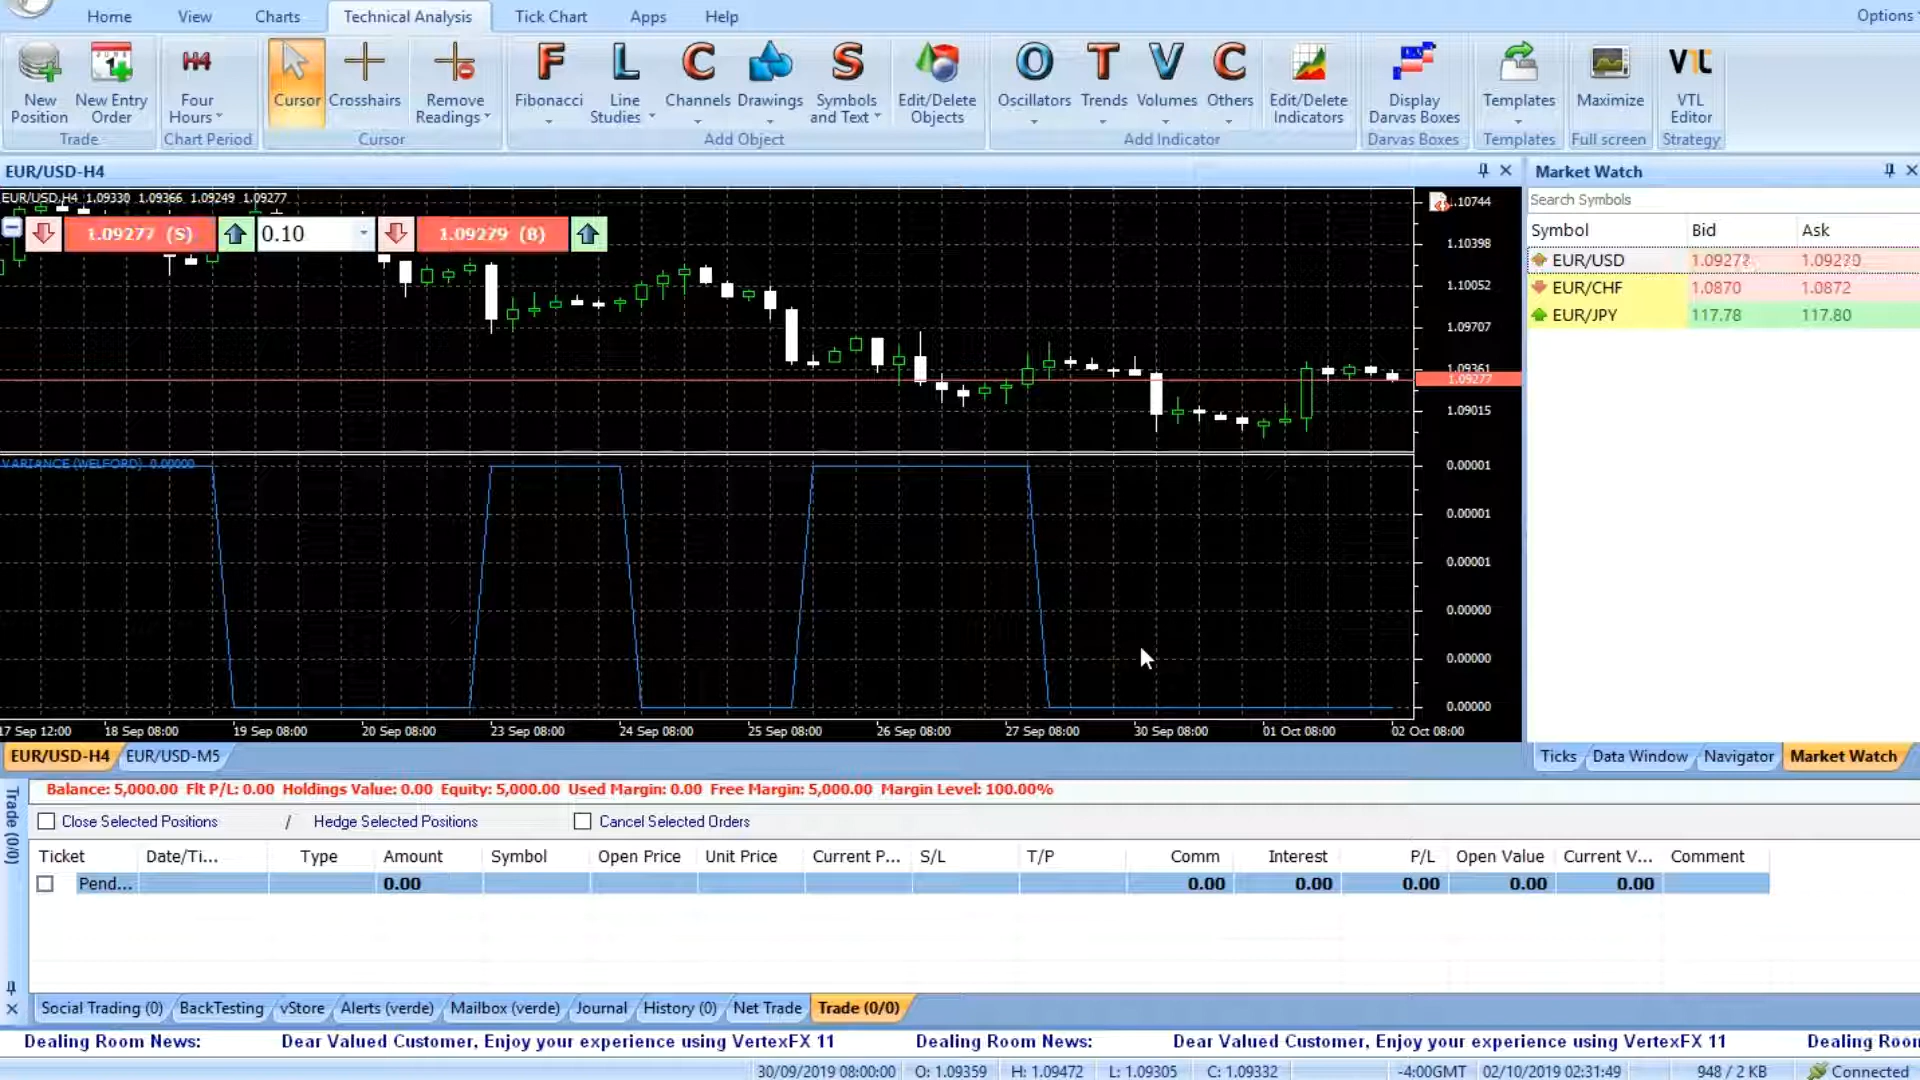 Home View Charts Technical Analysis Tick Chart Apps Help Options
New Position
New Entry Order
Trade
H4
Four Hours
Chart Period
Cursor
Crosshairs
Remove Readings
Cursor
F
Fibonacci
L
Line Studies
C
Channels
Drawings
S
Symbols and Text
Edit/Delete Objects
Add Object
O
Oscillators
T
Trends
V
Volumes
C
Others
Edit/Delete Indicators
Add Indicator
Display Darvas Boxes
Darvas Boxes
Templates
Templates
Maximize
Full screen
VTL Editor
Strategy
EUR/USD-H4
EUR/USD,H4 1.09330 1.09366 1.09249 1.09277
1.09277 (S) 0.10 1.09279 (B)
.10744
1.10398
1.10052
1.09707
1.09361
1.09277
1.09015
VARIANCE (WELFORD) 0.00000
0.00001
0.00001
0.00001
0.00000
0.00000
0.00000
17 Sep 12:00 18 Sep 08:00 19 Sep 08:00 20 Sep 08:00 23 Sep 08:00 24 Sep 08:00 25 Sep 08:00 26 Sep 08:00 27 Sep 08:00 30 Sep 08:00 01 Oct 08:00 02 Oct 08:00
EUR/USD-H4 EUR/USD-M5
Market Watch
Search Symbols
Symbol Bid Ask
EUR/USD
EUR/CHF 1.0870 1.0872
EUR/JPY 117.78 117.80
Ticks Data Window Navigator Market Watch
Trade (0/0)
Balance: 5,000.00 Flt P/L: 0.00 Holdings Value: 0.00 Equity: 5,000.00 Used Margin: 0.00 Free Margin: 5,000.00 Margin Level: 100.00%
Close Selected Positions / Hedge Selected Positions Cancel Selected Orders
Ticket Date/Ti... Type Amount Symbol Open Price Unit Price Current P... S/L T/P Comm Interest P/L Open Value Current V... Comment
Pend... 0.00 0.00 0.00 0.00 0.00 0.00
Social Trading (0) BackTesting vStore Alerts (verde) Mailbox (verde) Journal History (0) Net Trade Trade (0/0)
Dealing Room News: Dear Valued Customer, Enjoy your experience using VertexFX 11 Dealing Room News: Dear Valued Customer, Enjoy your experience using VertexFX 11 Dealing Room
30/09/2019 08:00:00 O: 1.09359 H: 1.09472 L: 1.09305 C: 1.09332 -4:00GMT 02/10/2019 02:31:49 948 / 2 KB Connected